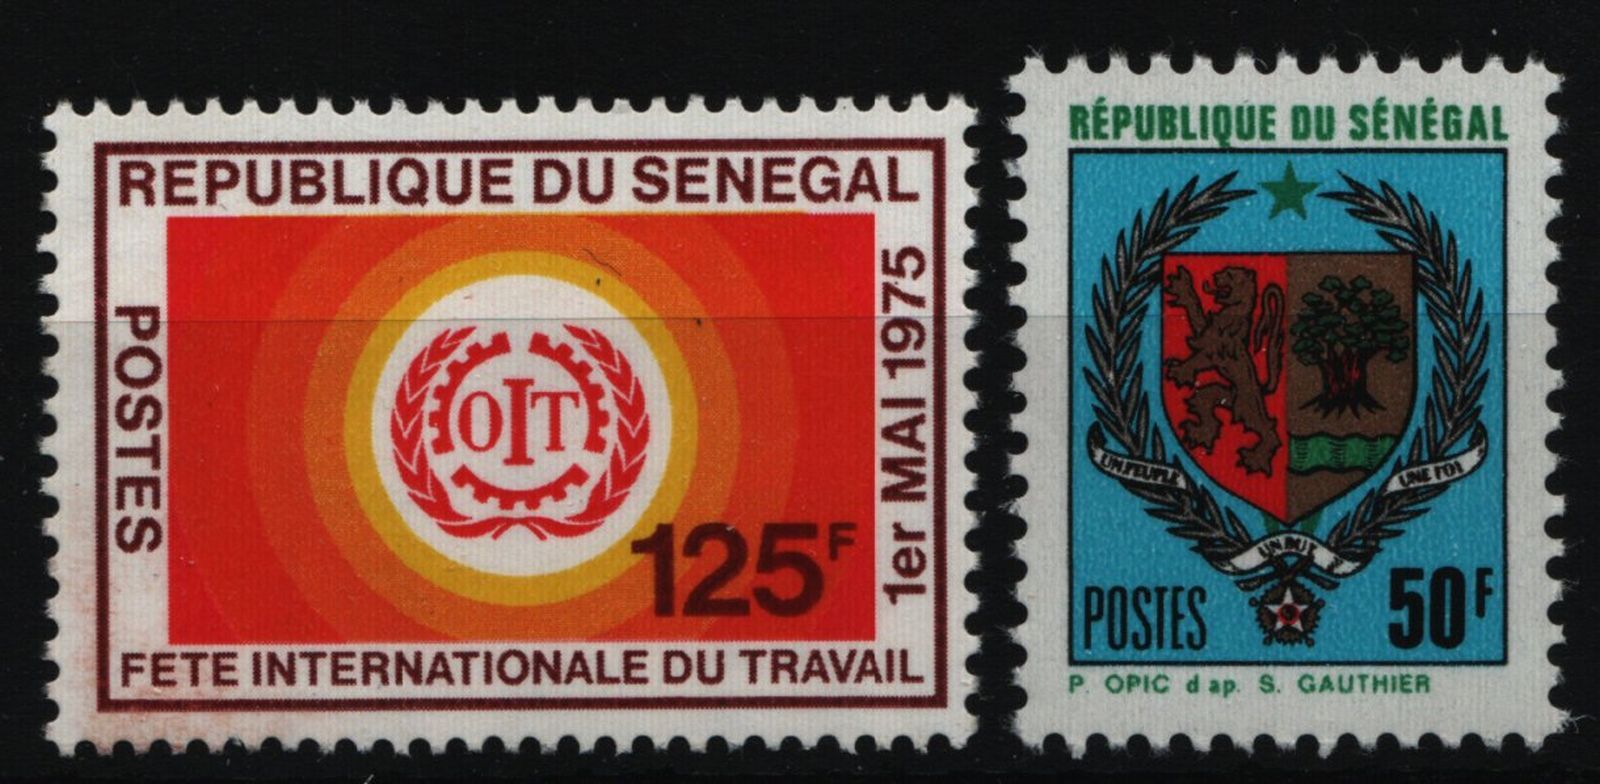 REPUBLIQUE DU SENEGAL
POSTES
OIT
1er MAI 1975
125F
FETE INTERNATIONALE DU TRAVAIL
RÉPUBLIQUE DU SÉNÉGAL
UN PEUPLE
UNE FOI
UN BUT
POSTES
50F
P. OPIC d ap. S. GAUTHIER